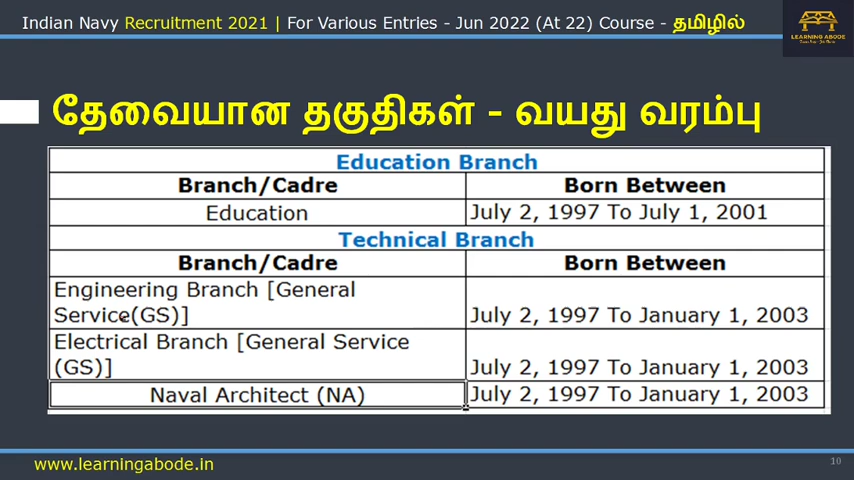 Indian Navy Recruitment 2021 | For Various Entries - Jun 2022 (At 22) Course - தமிழில்
LEARNING ABODE
தேவையான தகுதிகள் - வயது வரம்பு
Education Branch
Branch/Cadre Born Between
Education July 2, 1997 To July 1, 2001
Technical Branch
Branch/Cadre Born Between
Engineering Branch [General
Service(GS)] July 2, 1997 To January 1, 2003
Electrical Branch [General Service
(GS)] July 2, 1997 To January 1, 2003
Naval Architect (NA) July 2, 1997 To January 1, 2003
www.learningabode.in
10